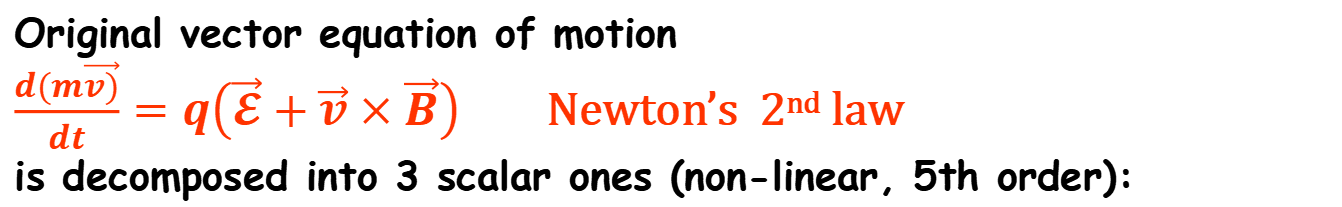 Original vector equation of motion
d(mv⃗)/dt = q(ℰ⃗ + v⃗ × B⃗) Newton’s 2nd law
is decomposed into 3 scalar ones (non-linear, 5th order):